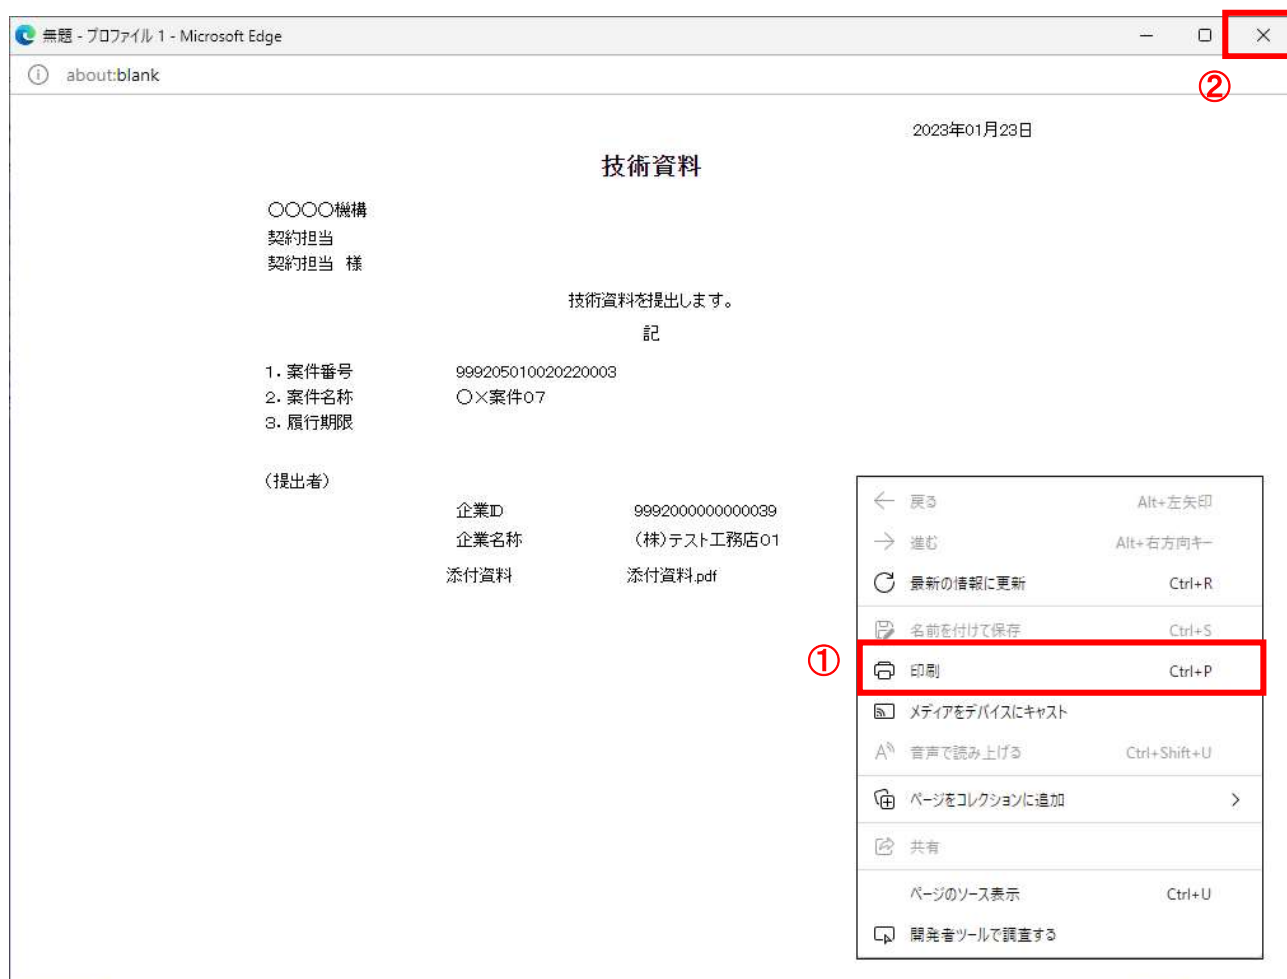 無題 - プロファイル 1 - Microsoft Edge
about:blank
②
2023年01月23日
技術資料
○○○○機構
契約担当
契約担当 様
技術資料を提出します。
記
1. 案件番号 999205010020220003
2. 案件名称 ○×案件07
3. 履行期限
(提出者)
企業ID 9992000000000039
企業名称 (株)テスト工務店01
添付資料 添付資料.pdf
戻る Alt+左矢印
進む Alt+右方向キー
最新の情報に更新 Ctrl+R
名前を付けて保存 Ctrl+S
① 印刷 Ctrl+P
メディアをデバイスにキャスト
音声で読み上げる Ctrl+Shift+U
ページをコレクションに追加
共有
ページのソース表示 Ctrl+U
開発者ツールで調査する